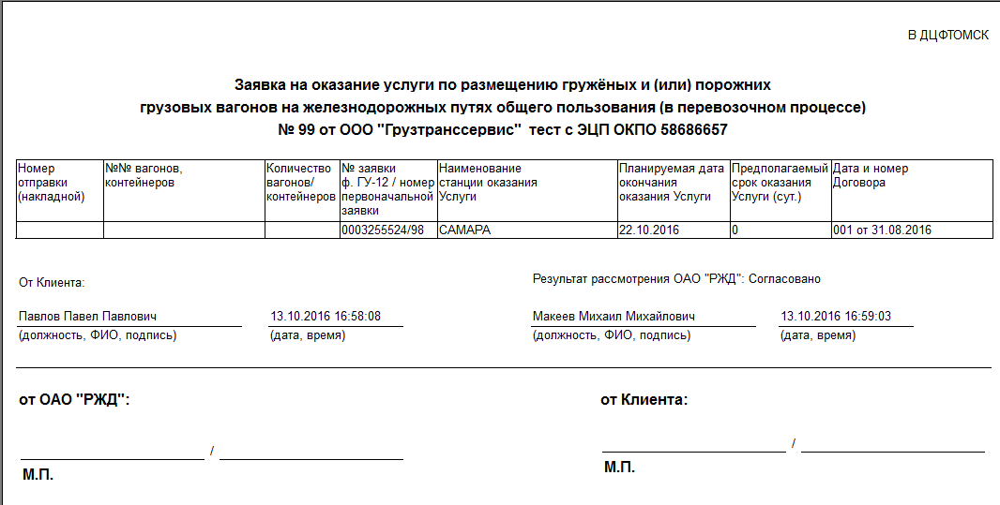 В ДЦФТОМСК
Заявка на оказание услуги по размещению гружёных и (или) порожних
грузовых вагонов на железнодорожных путях общего пользования (в перевозочном процессе)
№ 99 от ООО "Грузтранссервис" тест с ЭЦП ОКПО 58686657
Номер отправки (накладной) №№ вагонов, контейнеров Количество вагонов/ контейнеров № заявки ф. ГУ-12 / номер первоначальной заявки Наименование станции оказания Услуги Планируемая дата окончания оказания Услуги Предполагаемый срок оказания Услуги (сут.) Дата и номер Договора
0003255524/98 САМАРА 22.10.2016 0 001 от 31.08.2016
От Клиента: Результат рассмотрения ОАО "РЖД": Согласовано
Павлов Павел Павлович 13.10.2016 16:58:08 Макеев Михаил Михайлович 13.10.2016 16:59:03
(должность, ФИО, подпись) (дата, время) (должность, ФИО, подпись) (дата, время)
от ОАО "РЖД": от Клиента:
/ /
М.П. М.П.